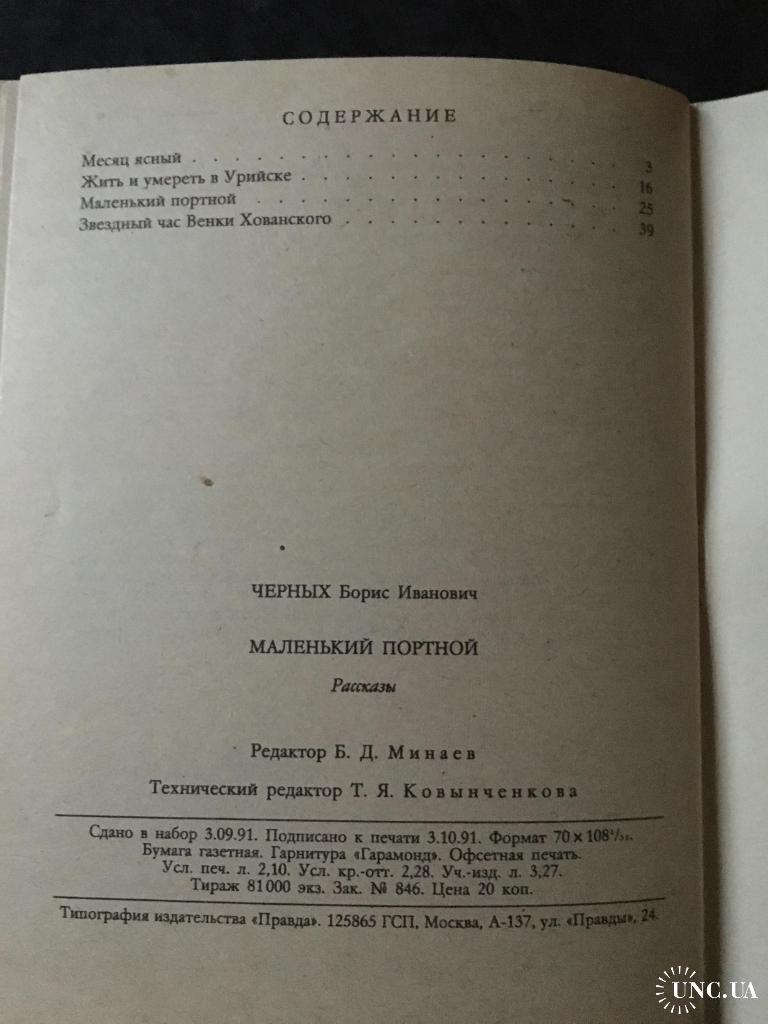 СОДЕРЖАНИЕ
Месяц ясный . . . . . . . . . . . . . . . . . 3
Жить и умереть в Урийске . . . . . . . . . . . . 16
Маленький портной . . . . . . . . . . . . . . 25
Звездный час Венки Хованского . . . . . . . . . . 39
ЧЕРНЫХ Борис Иванович
МАЛЕНЬКИЙ ПОРТНОЙ
Рассказы
Редактор Б. Д. Минаев
Технический редактор Т. Я. Ковынченкова
Сдано в набор 3.09.91. Подписано к печати 3.10.91. Формат 70×108¹/₃₂.
Бумага газетная. Гарнитура «Гарамонд». Офсетная печать.
Усл. печ. л. 2,10. Усл. кр.-отт. 2,28. Уч.-изд. л. 3,27.
Тираж 81000 экз. Зак. № 846. Цена 20 коп.
Типография издательства «Правда». 125865 ГСП, Москва, А-137, ул. «Правды», 24.
UNC.UA